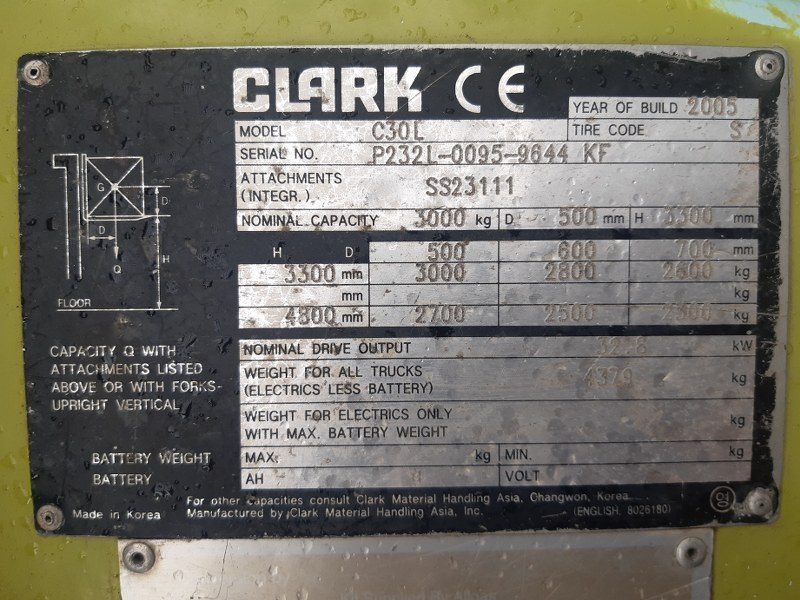 CLARK CE
YEAR OF BUILD 2005
MODEL C30L TIRE CODE S
SERIAL NO. P232L-0095-9644 KF
ATTACHMENTS
(INTEGR.) SS23111
NOMINAL CAPACITY 3000 kg D 500 mm H 3300 mm
H D 500 600 700 mm
3300 mm 3000 2800 2600 kg
mm kg
4800 mm 2700 2500 2300 kg
G
D
D
Q
H
FLOOR
CAPACITY Q WITH
ATTACHMENTS LISTED
ABOVE OR WITH FORKS-
UPRIGHT VERTICAL
NOMINAL DRIVE OUTPUT 32-8 kW
WEIGHT FOR ALL TRUCKS
(ELECTRICS LESS BATTERY) 4379 kg
WEIGHT FOR ELECTRICS ONLY
WITH MAX. BATTERY WEIGHT kg
BATTERY WEIGHT MAX. kg MIN. kg
BATTERY AH VOLT
For other capacities consult Clark Material Handling Asia, Changwon, Korea.
Made in Korea Manufactured by Clark Material Handling Asia, Inc. (ENGLISH, 8026180)
영